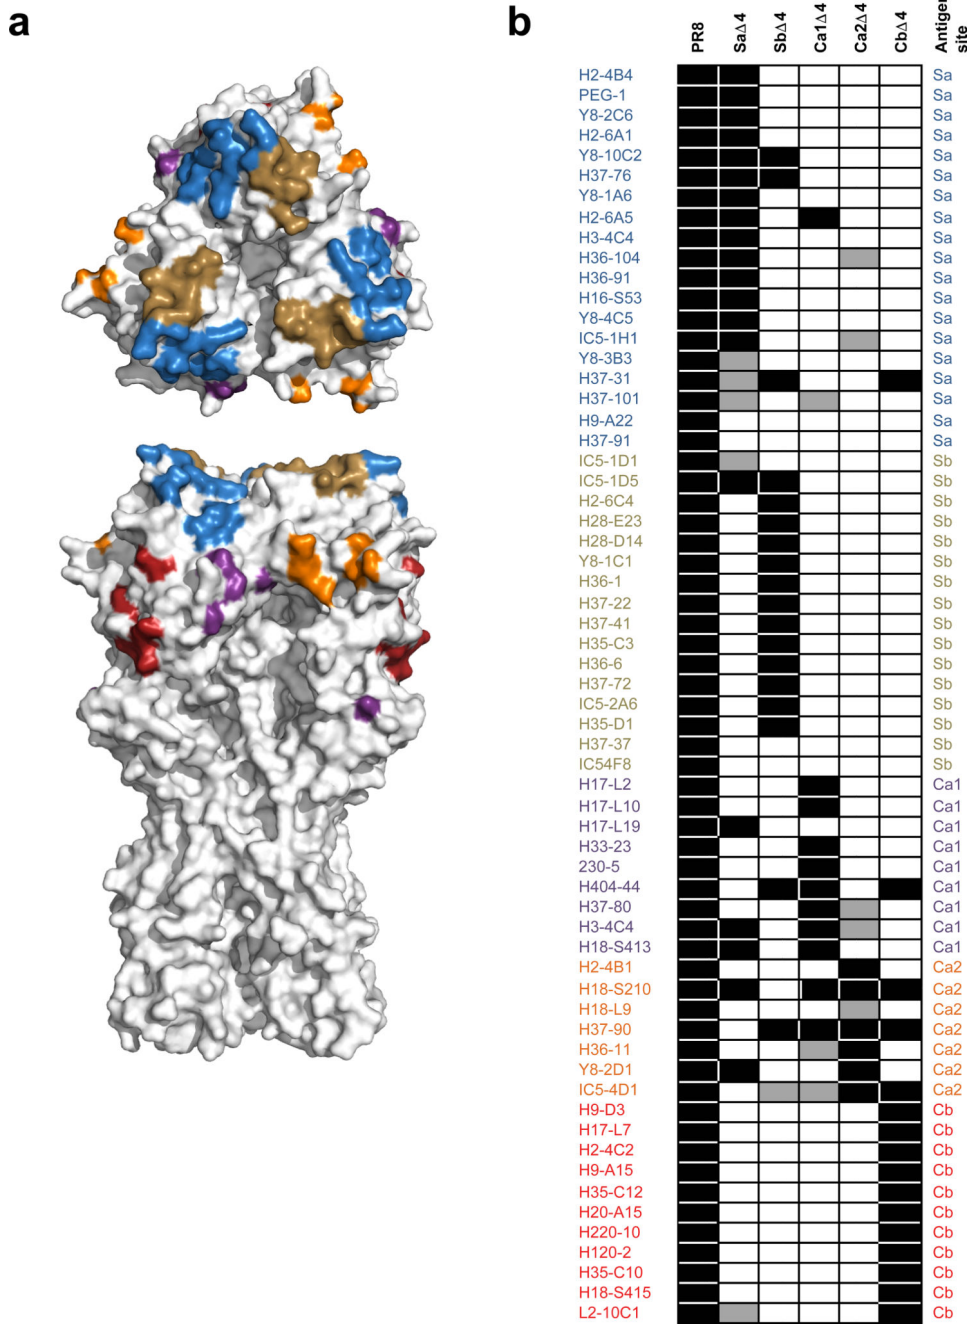 a
b
PR8
SaΔ4
SbΔ4
Ca1Δ4
Ca2Δ4
CbΔ4
Antigenic
site
H2-4B4 Sa
PEG-1 Sa
Y8-2C6 Sa
H2-6A1 Sa
Y8-10C2 Sa
H37-76 Sa
Y8-1A6 Sa
H2-6A5 Sa
H3-4C4 Sa
H36-104 Sa
H36-91 Sa
H16-S53 Sa
Y8-4C5 Sa
IC5-1H1 Sa
Y8-3B3 Sa
H37-31 Sa
H37-101 Sa
H9-A22 Sa
H37-91 Sa
IC5-1D1 Sb
IC5-1D5 Sb
H2-6C4 Sb
H28-E23 Sb
H28-D14 Sb
Y8-1C1 Sb
H36-1 Sb
H37-22 Sb
H37-41 Sb
H35-C3 Sb
H36-6 Sb
H37-72 Sb
IC5-2A6 Sb
H35-D1 Sb
H37-37 Sb
IC54F8 Sb
H17-L2 Ca1
H17-L10 Ca1
H17-L19 Ca1
H33-23 Ca1
230-5 Ca1
H404-44 Ca1
H37-80 Ca1
H3-4C4 Ca1
H18-S413 Ca1
H2-4B1 Ca2
H18-S210 Ca2
H18-L9 Ca2
H37-90 Ca2
H36-11 Ca2
Y8-2D1 Ca2
IC5-4D1 Ca2
H9-D3 Cb
H17-L7 Cb
H2-4C2 Cb
H9-A15 Cb
H35-C12 Cb
H20-A15 Cb
H220-10 Cb
H120-2 Cb
H35-C10 Cb
H18-S415 Cb
L2-10C1 Cb